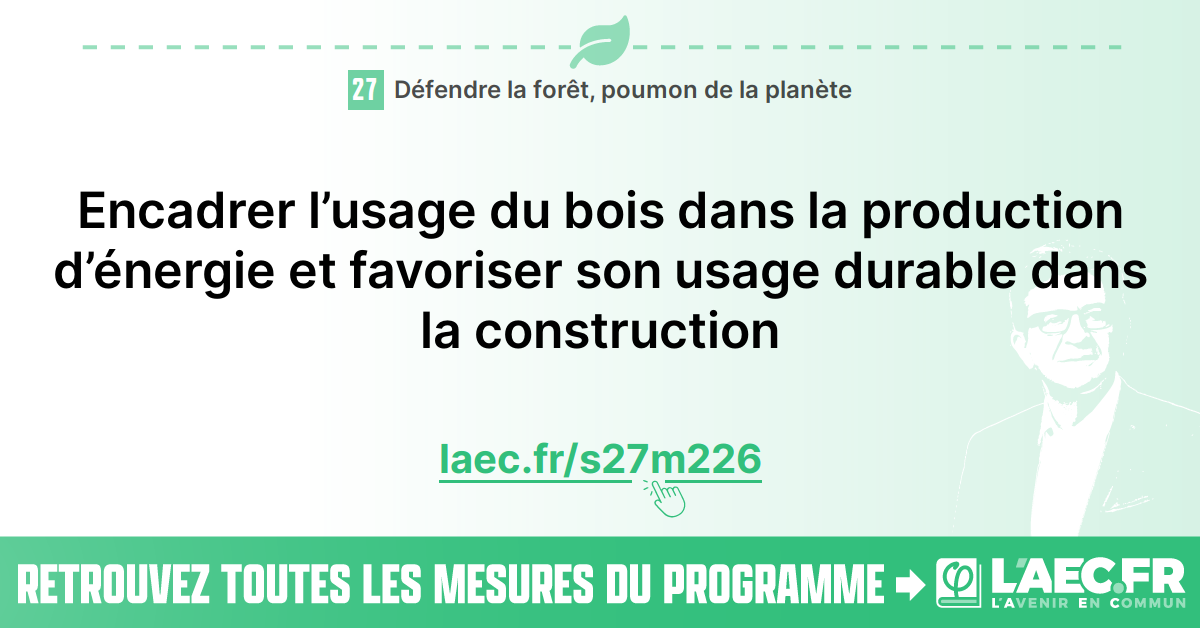 27 Défendre la forêt, poumon de la planète
Encadrer l’usage du bois dans la production
d’énergie et favoriser son usage durable dans
la construction
laec.fr/s27m226
RETROUVEZ TOUTES LES MESURES DU PROGRAMME
φ L'AEC.FR
L'AVENIR EN COMMUN